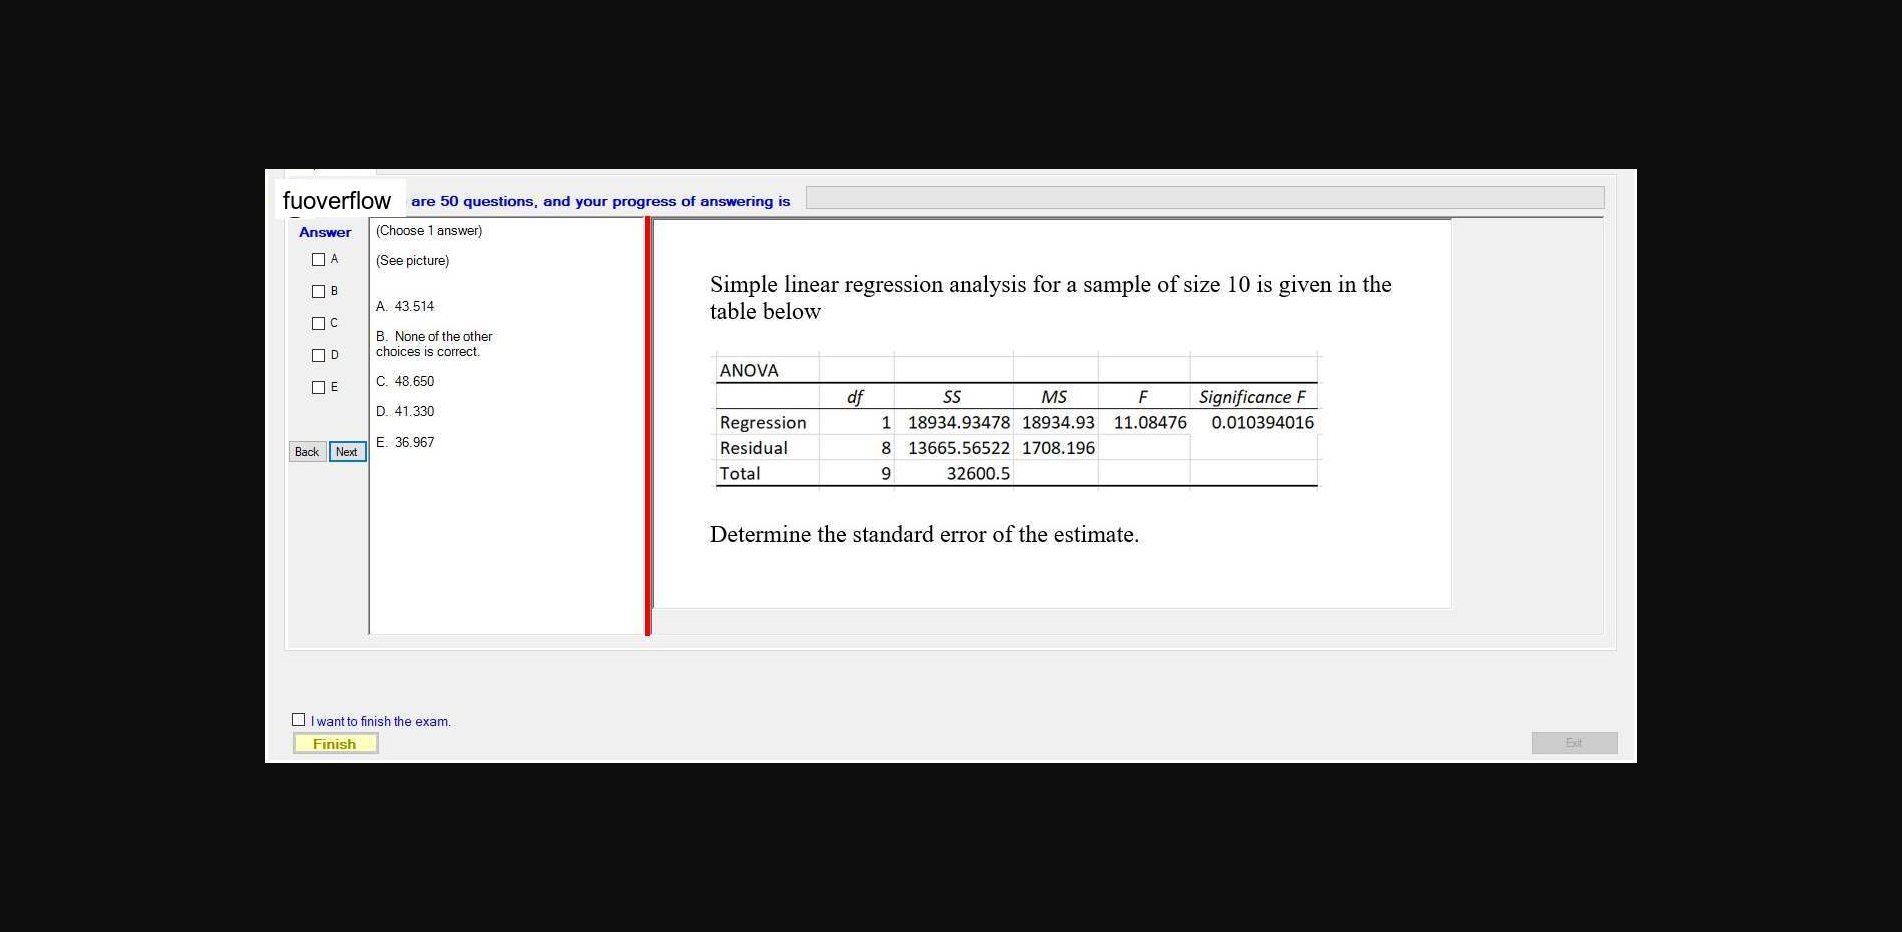 fuoverflow are 50 questions, and your progress of answering is
Answer
A
B
C
D
E
Back Next
(Choose 1 answer)
(See picture)
A. 43.514
B. None of the other
choices is correct.
C. 48.650
D. 41.330
E. 36.967
Simple linear regression analysis for a sample of size 10 is given in the
table below
ANOVA
df SS MS F Significance F
Regression 1 18934.93478 18934.93 11.08476 0.010394016
Residual 8 13665.56522 1708.196
Total 9 32600.5
Determine the standard error of the estimate.
I want to finish the exam.
Finish
Exit